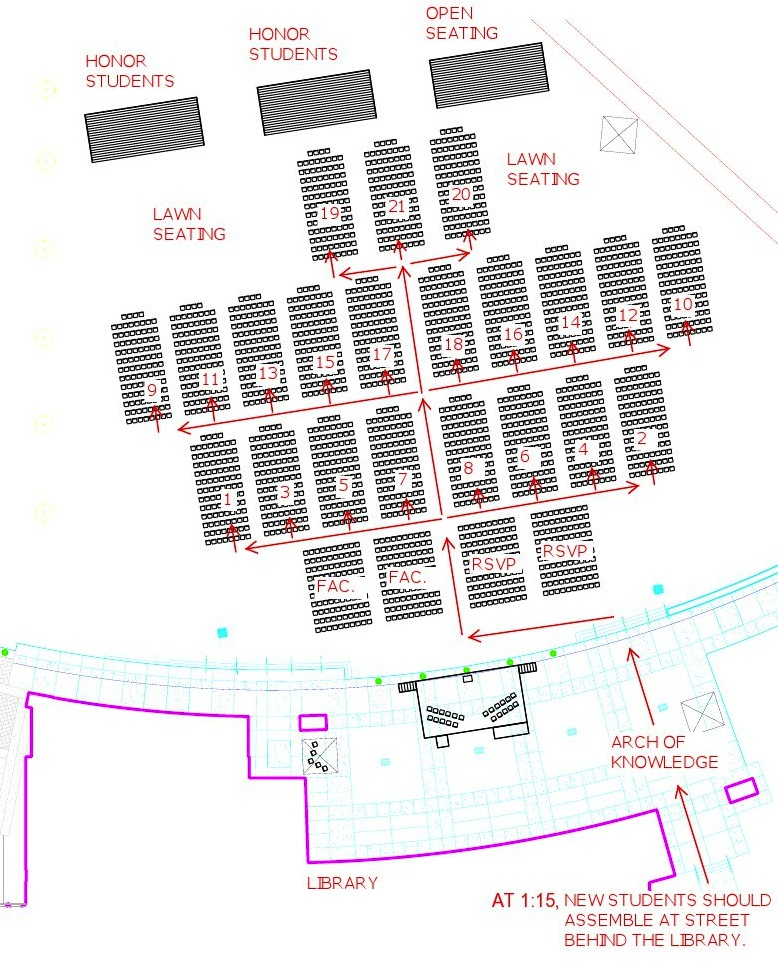 OPEN
SEATING
HONOR
STUDENTS
HONOR
STUDENTS
LAWN
SEATING
LAWN
SEATING
19
21
20
9
11
13
15
17
18
16
14
12
10
1
3
5
7
8
6
4
2
FAC.
FAC.
RSVP
RSVP
ARCH OF
KNOWLEDGE
LIBRARY
AT 1:15, NEW STUDENTS SHOULD
ASSEMBLE AT STREET
BEHIND THE LIBRARY.